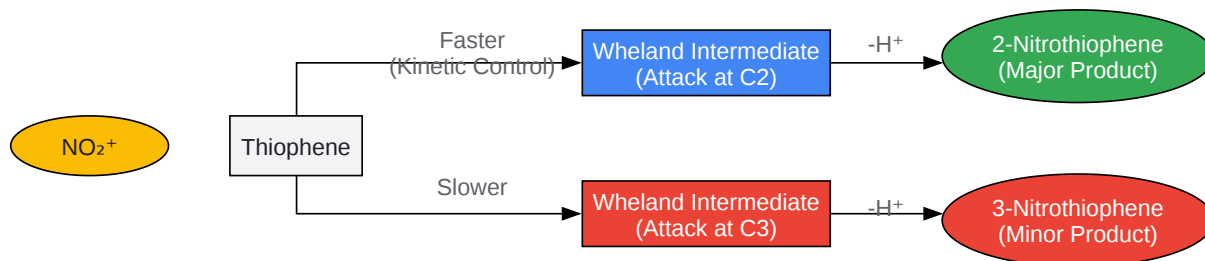 NO₂⁺
Thiophene
Faster
(Kinetic Control)
Wheland Intermediate
(Attack at C2)
-H⁺
2-Nitrothiophene
(Major Product)
Slower
Wheland Intermediate
(Attack at C3)
-H⁺
3-Nitrothiophene
(Minor Product)